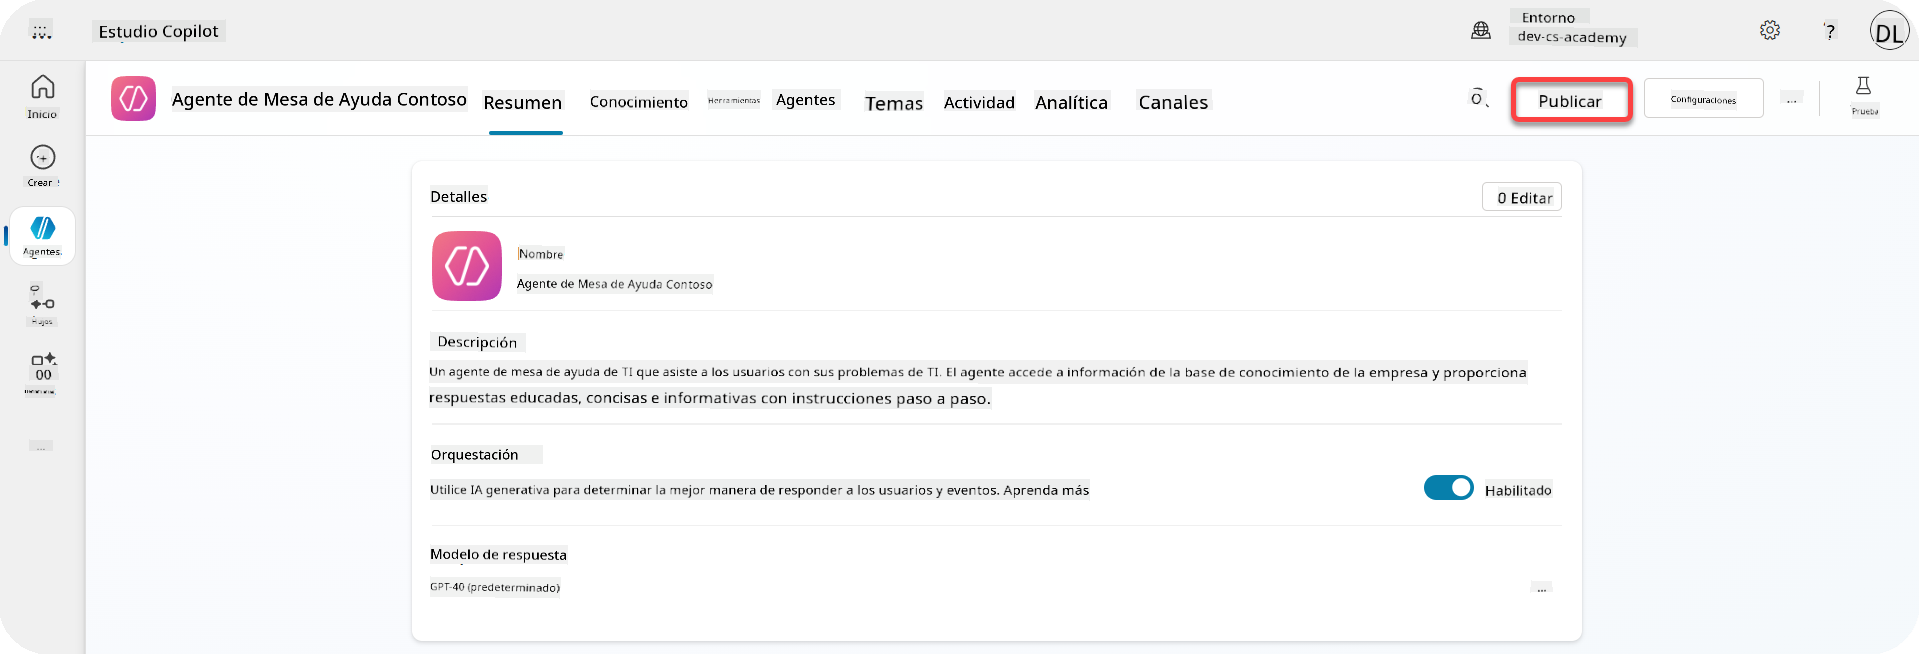 Estudio Copilot
Entorno
dev-cs-academy
?
DL
Inicio
Crear
Agentes
Flujos
00
Agente de Mesa de Ayuda Contoso
Resumen
Conocimiento
Herramientas
Agentes
Temas
Actividad
Analítica
Canales
Publicar
Configuraciones
...
Prueba
Detalles
0 Editar
Nombre
Agente de Mesa de Ayuda Contoso
Descripción
Un agente de mesa de ayuda de TI que asiste a los usuarios con sus problemas de TI. El agente accede a información de la base de conocimiento de la empresa y proporciona
respuestas educadas, concisas e informativas con instrucciones paso a paso.
Orquestación
Utilice IA generativa para determinar la mejor manera de responder a los usuarios y eventos. Aprenda más
Habilitado
Modelo de respuesta
GPT-40 (predeterminado)
...